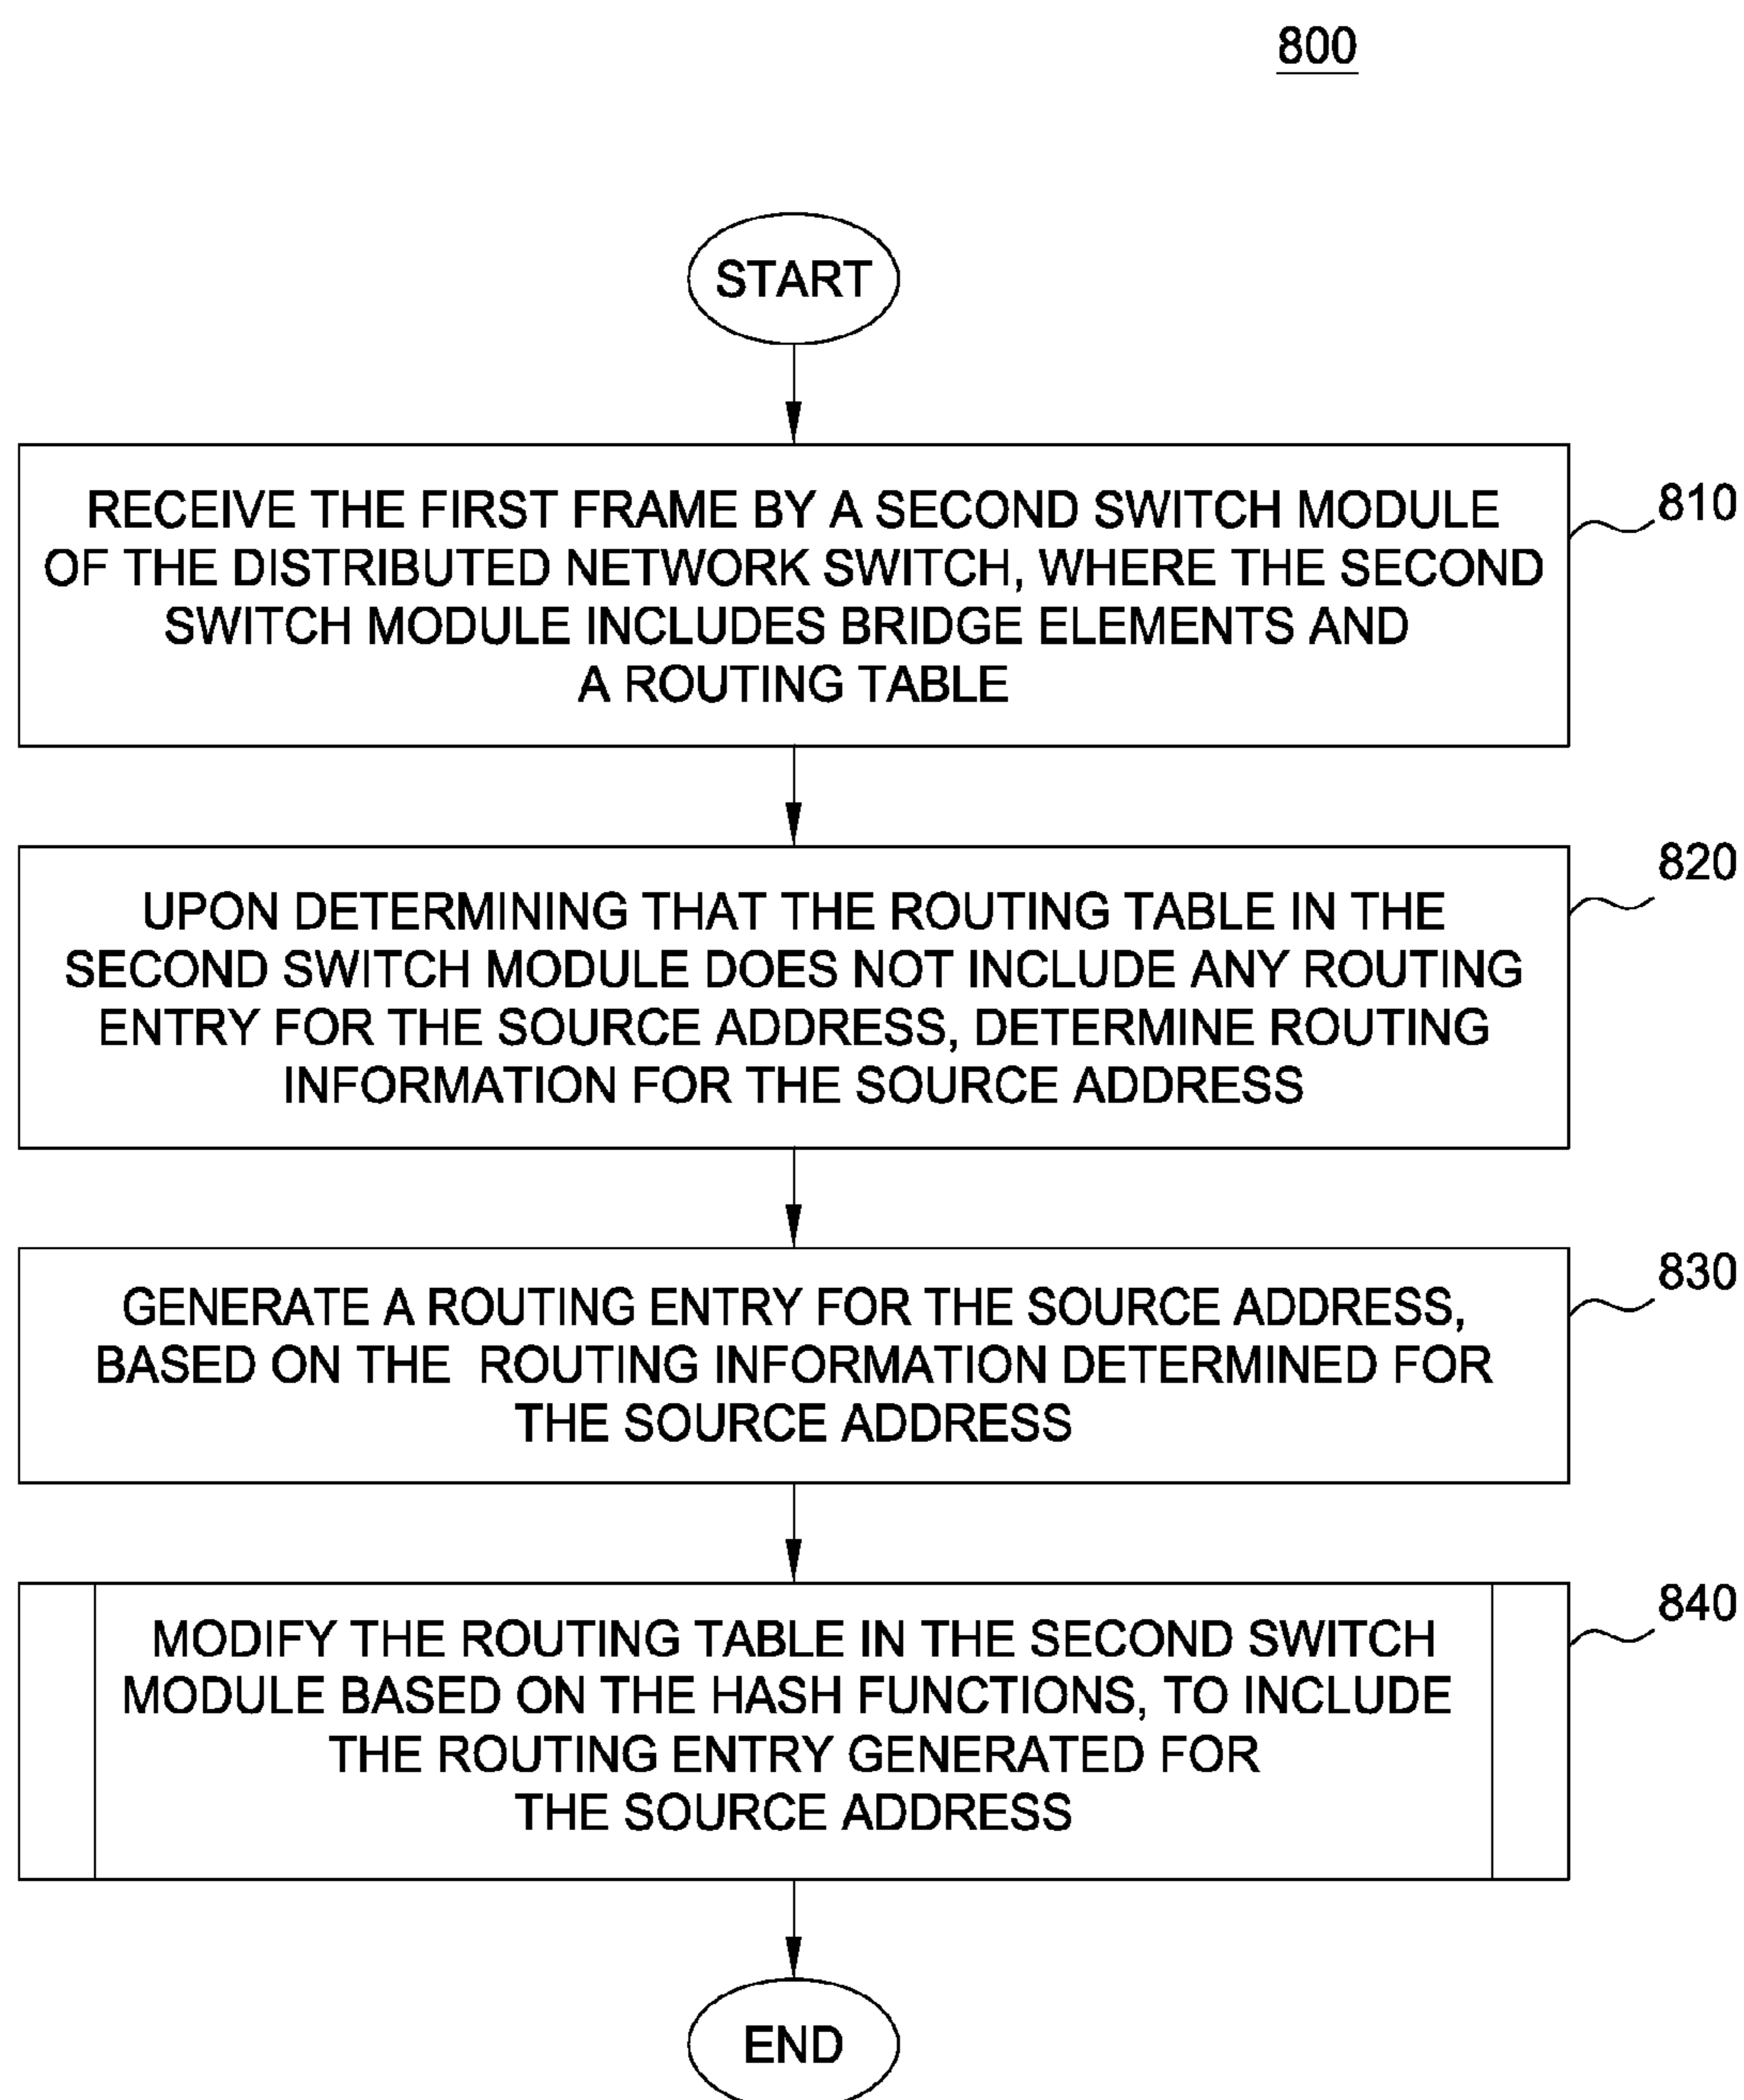 800
START
RECEIVE THE FIRST FRAME BY A SECOND SWITCH MODULE
OF THE DISTRIBUTED NETWORK SWITCH, WHERE THE SECOND
SWITCH MODULE INCLUDES BRIDGE ELEMENTS AND
A ROUTING TABLE
810
UPON DETERMINING THAT THE ROUTING TABLE IN THE
SECOND SWITCH MODULE DOES NOT INCLUDE ANY ROUTING
ENTRY FOR THE SOURCE ADDRESS, DETERMINE ROUTING
INFORMATION FOR THE SOURCE ADDRESS
820
GENERATE A ROUTING ENTRY FOR THE SOURCE ADDRESS,
BASED ON THE ROUTING INFORMATION DETERMINED FOR
THE SOURCE ADDRESS
830
MODIFY THE ROUTING TABLE IN THE SECOND SWITCH
MODULE BASED ON THE HASH FUNCTIONS, TO INCLUDE
THE ROUTING ENTRY GENERATED FOR
THE SOURCE ADDRESS
840
END